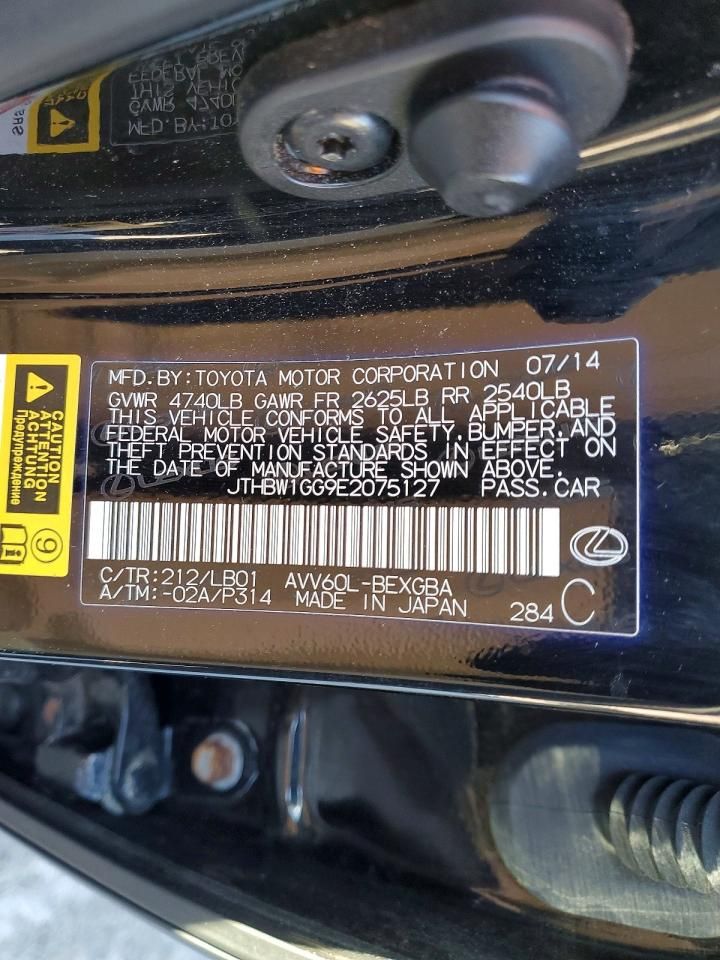 MFD.BY:TOYOTA MOTOR CORPORATION 07/14
GVWR 4740LB GAWR FR 2625LB RR 2540LB
THIS VEHICLE CONFORMS TO ALL APPLICABLE
FEDERAL MOTOR VEHICLE SAFETY, BUMPER, AND
THEFT PREVENTION STANDARDS IN EFFECT ON
THE DATE OF MANUFACTURE SHOWN ABOVE.
JTHBW1GG9E2075127 PASS.CAR
C/TR:212/LB01 AVV60L-BEXGBA
A/TM:-02A/P314 MADE IN JAPAN 284 C
CAUTION
ATTENTION
ACHTUNG
Предупреждение
9